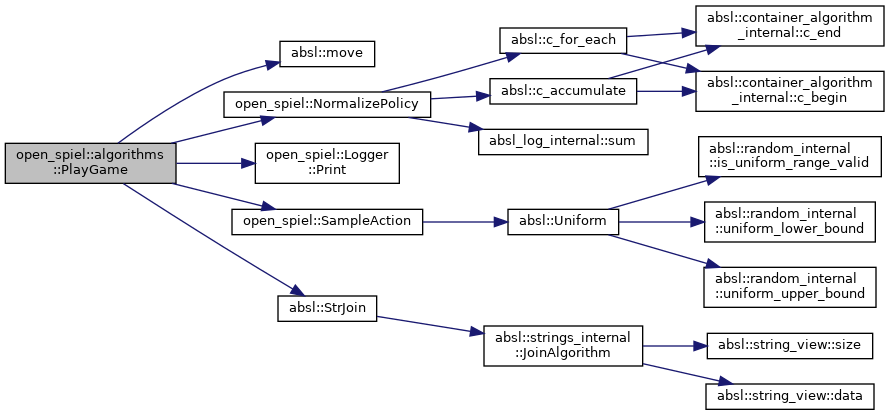 open_spiel::algorithms
::PlayGame
absl::move
open_spiel::NormalizePolicy
absl::c_for_each
absl::container_algorithm
_internal::c_end
absl::container_algorithm
_internal::c_begin
absl::c_accumulate
absl_log_internal::sum
open_spiel::Logger
::Print
open_spiel::SampleAction
absl::Uniform
absl::random_internal
::is_uniform_range_valid
absl::random_internal
::uniform_lower_bound
absl::random_internal
::uniform_upper_bound
absl::StrJoin
absl::strings_internal
::JoinAlgorithm
absl::string_view::size
absl::string_view::data